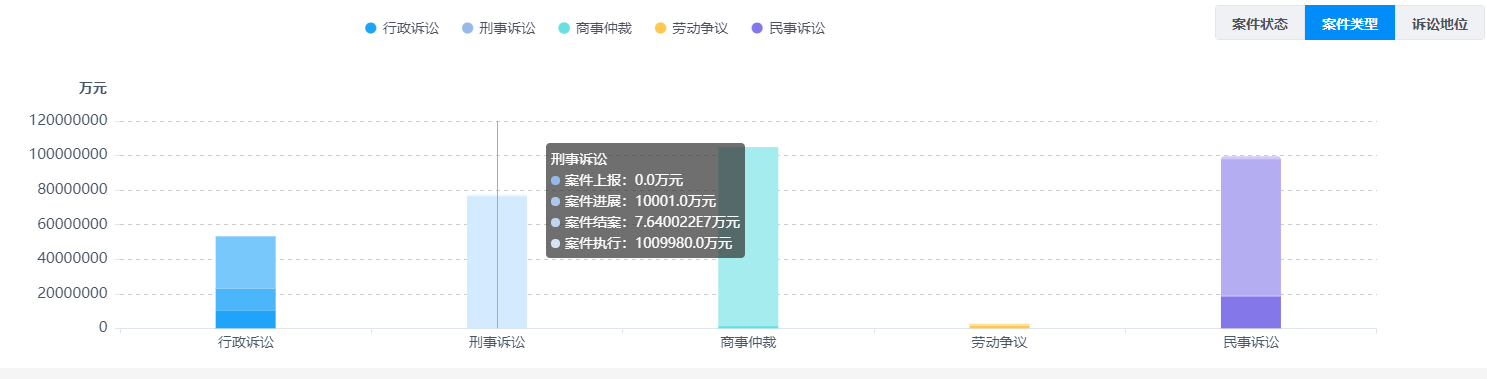 行政诉讼 刑事诉讼 商事仲裁 劳动争议 民事诉讼
案件状态 案件类型 诉讼地位
万元
120000000
100000000
80000000
60000000
40000000
20000000
0
刑事诉讼
案件上报：0.0万元
案件进展：10001.0万元
案件结案：7.640022E7万元
案件执行：1009980.0万元
行政诉讼 刑事诉讼 商事仲裁 劳动争议 民事诉讼